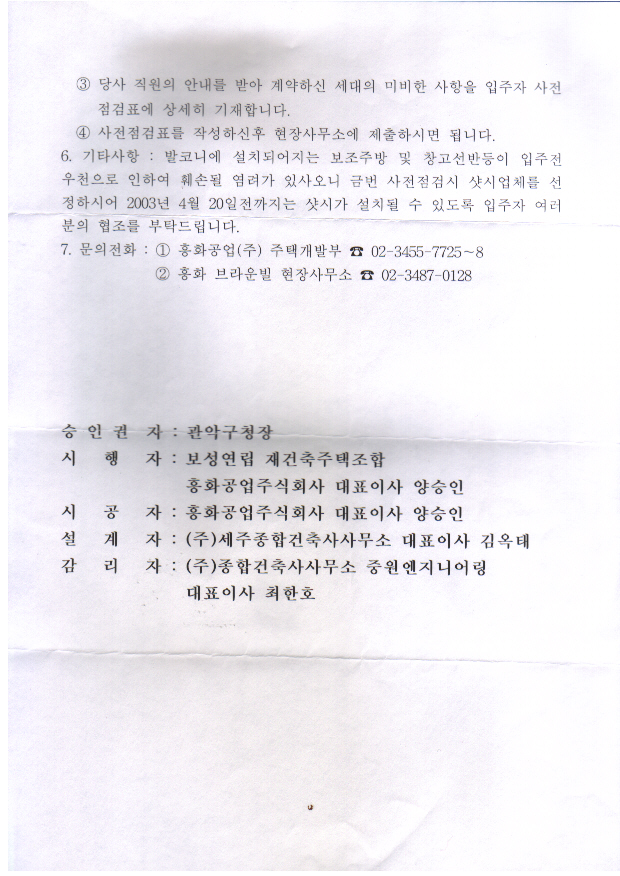 ③ 당사 직원의 안내를 받아 계약하신 세대의 미비한 사항을 입주자 사전
점검표에 상세히 기재합니다.
④ 사전점검표를 작성하신후 현장사무소에 제출하시면 됩니다.
6. 기타사항 : 발코니에 설치되어지는 보조주방 및 창고선반등이 입주전
우천으로 인하여 훼손될 염려가 있사오니 금번 사전점검시 샷시업체를 선
정하시어 2003년 4월 20일전까지는 샷시가 설치될 수 있도록 입주자 여러
분의 협조를 부탁드립니다.
7. 문의전화 : ① 흥화공업(주) 주택개발부 ☎ 02-3455-7725~8
② 흥화 브라운빌 현장사무소 ☎ 02-3487-0128
승 인 권 자 : 관악구청장
시 행 자 : 보성연립 재건축주택조합
흥화공업주식회사 대표이사 양승인
시 공 자 : 흥화공업주식회사 대표이사 양승인
설 계 자 : (주)세주종합건축사사무소 대표이사 김옥태
감 리 자 : (주)종합건축사사무소 중원엔지니어링
대표이사 최한호